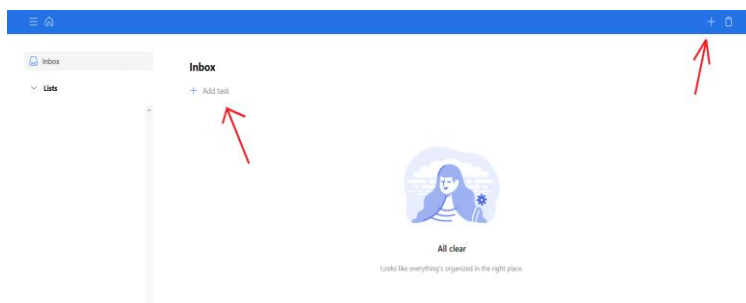 Inbox
Lists
Inbox
+ Add task
All clear
Looks like everything's organized in the right place.